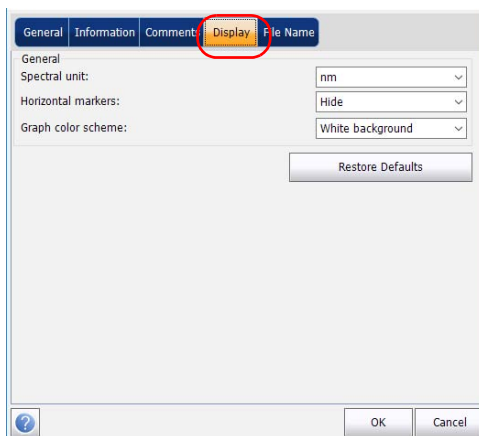 General Information Comments Display File Name
General
Spectral unit: nm
Horizontal markers: Hide
Graph color scheme: White background
Restore Defaults
? OK Cancel